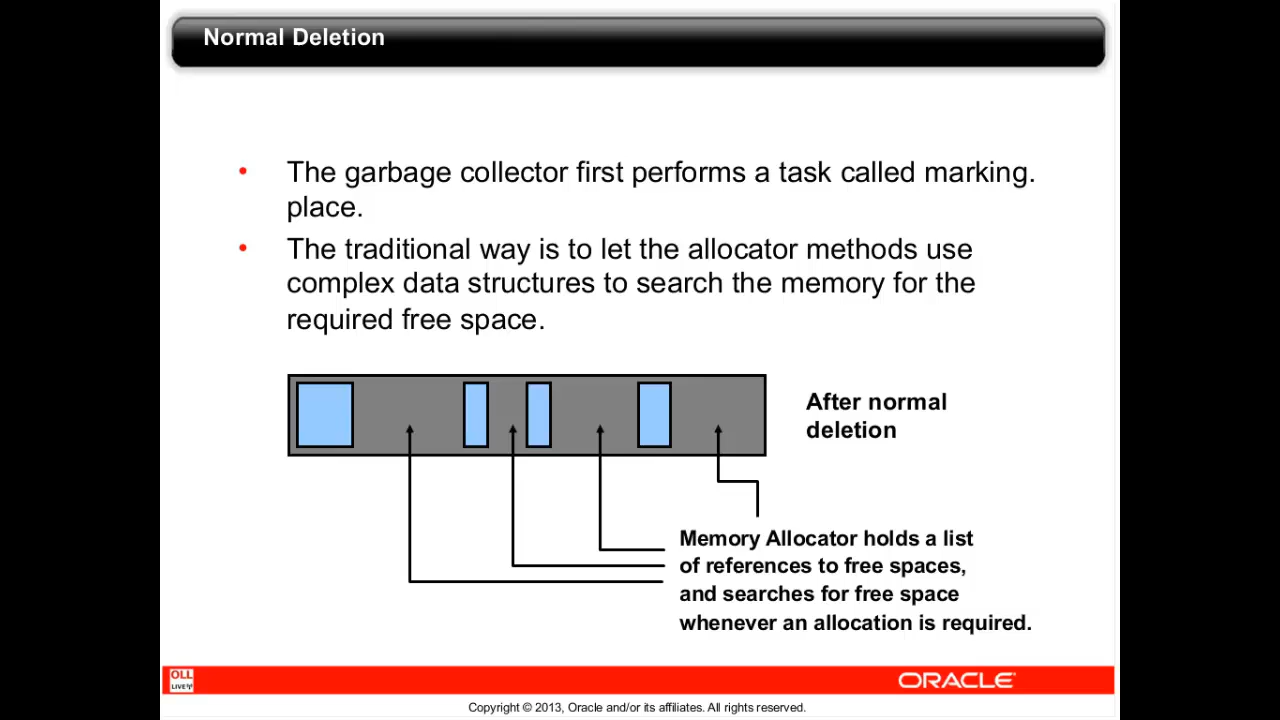 Normal Deletion
• The garbage collector first performs a task called marking.
place.
• The traditional way is to let the allocator methods use
complex data structures to search the memory for the
required free space.
After normal
deletion
Memory Allocator holds a list
of references to free spaces,
and searches for free space
whenever an allocation is required.
OLL
LIVE
ORACLE
Copyright © 2013, Oracle and/or its affiliates. All rights reserved.